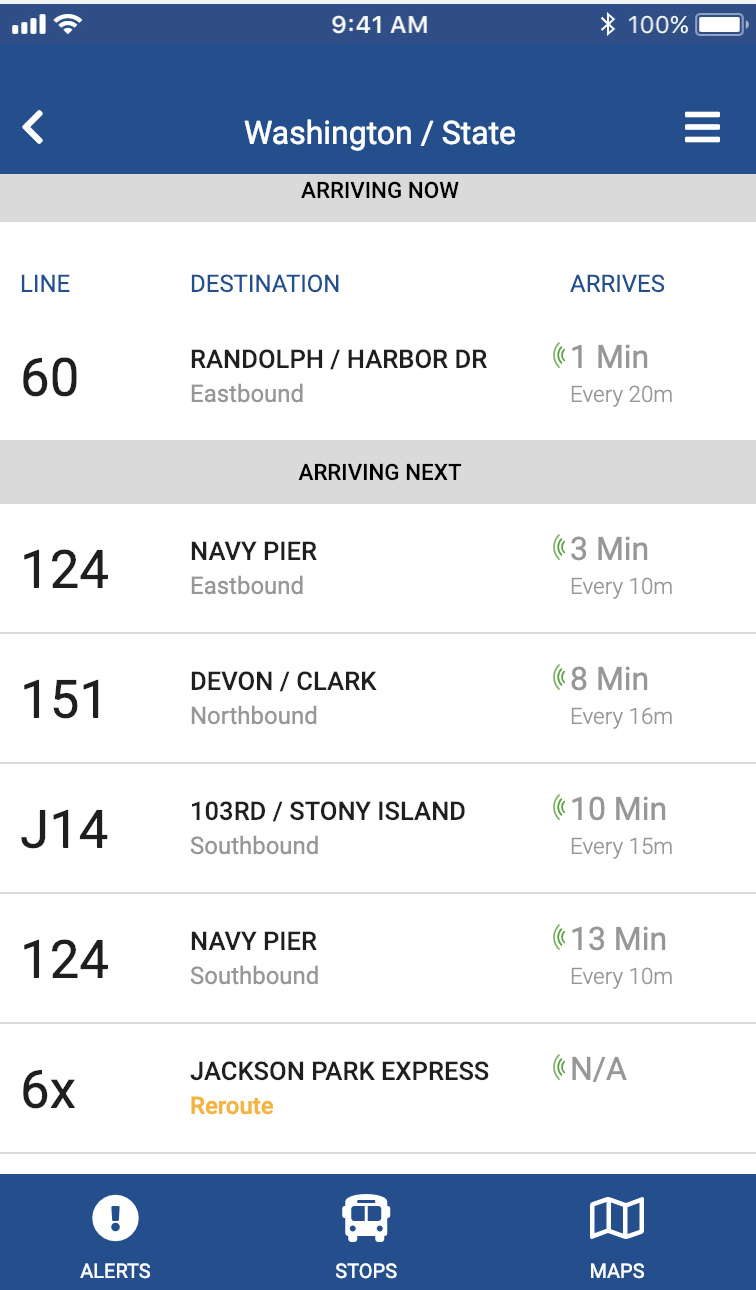 9:41 AM 100%
Washington / State
ARRIVING NOW
LINE DESTINATION ARRIVES
60 RANDOLPH / HARBOR DR 1 Min
Eastbound Every 20m
ARRIVING NEXT
124 NAVY PIER 3 Min
Eastbound Every 10m
151 DEVON / CLARK 8 Min
Northbound Every 16m
J14 103RD / STONY ISLAND 10 Min
Southbound Every 15m
124 NAVY PIER 13 Min
Southbound Every 10m
6x JACKSON PARK EXPRESS N/A
Reroute
ALERTS STOPS MAPS